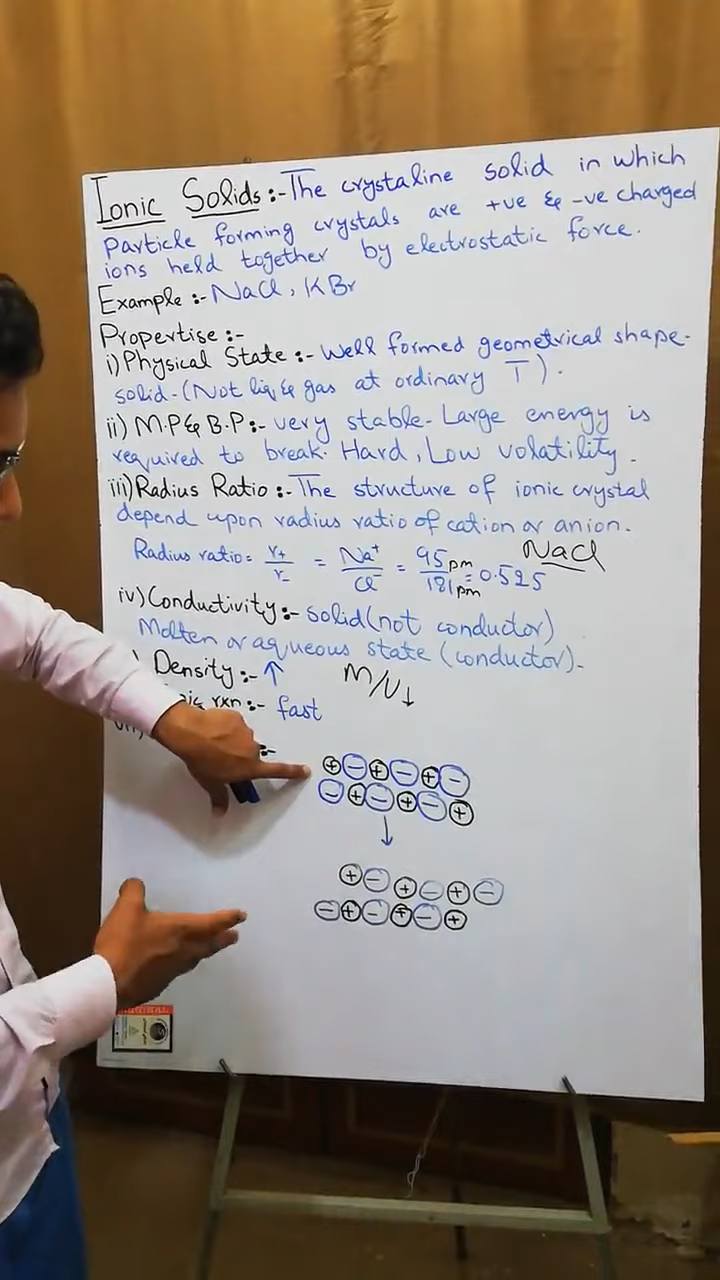 Ionic Solids:- The crystaline solid in which
Particle forming crystals are +ve & -ve charged
ions held together by electrostatic force.
Example:- NaCl, KBr
Propertise:-
i) Physical State:- Well formed geometrical shape-
solid-(Not liq & gas at ordinary T).
ii) M.P & B.P:- very stable- Large energy is
required to break. Hard, Low volatility.
iii) Radius Ratio:- The structure of ionic crystal
depend upon radius ratio of cation or anion.
Radius ratio= r+/r- = Na+/Cl- = 95pm/181pm = 0.525 NaCl
iv) Conductivity:- solid(not conductor)
Molten or aqueous state (conductor).
) Density:- ↑ M/V↓
rxn:- fast
:-
+ - + - + -
- + - + - +
↓
+ - + - + -
- + - + - +